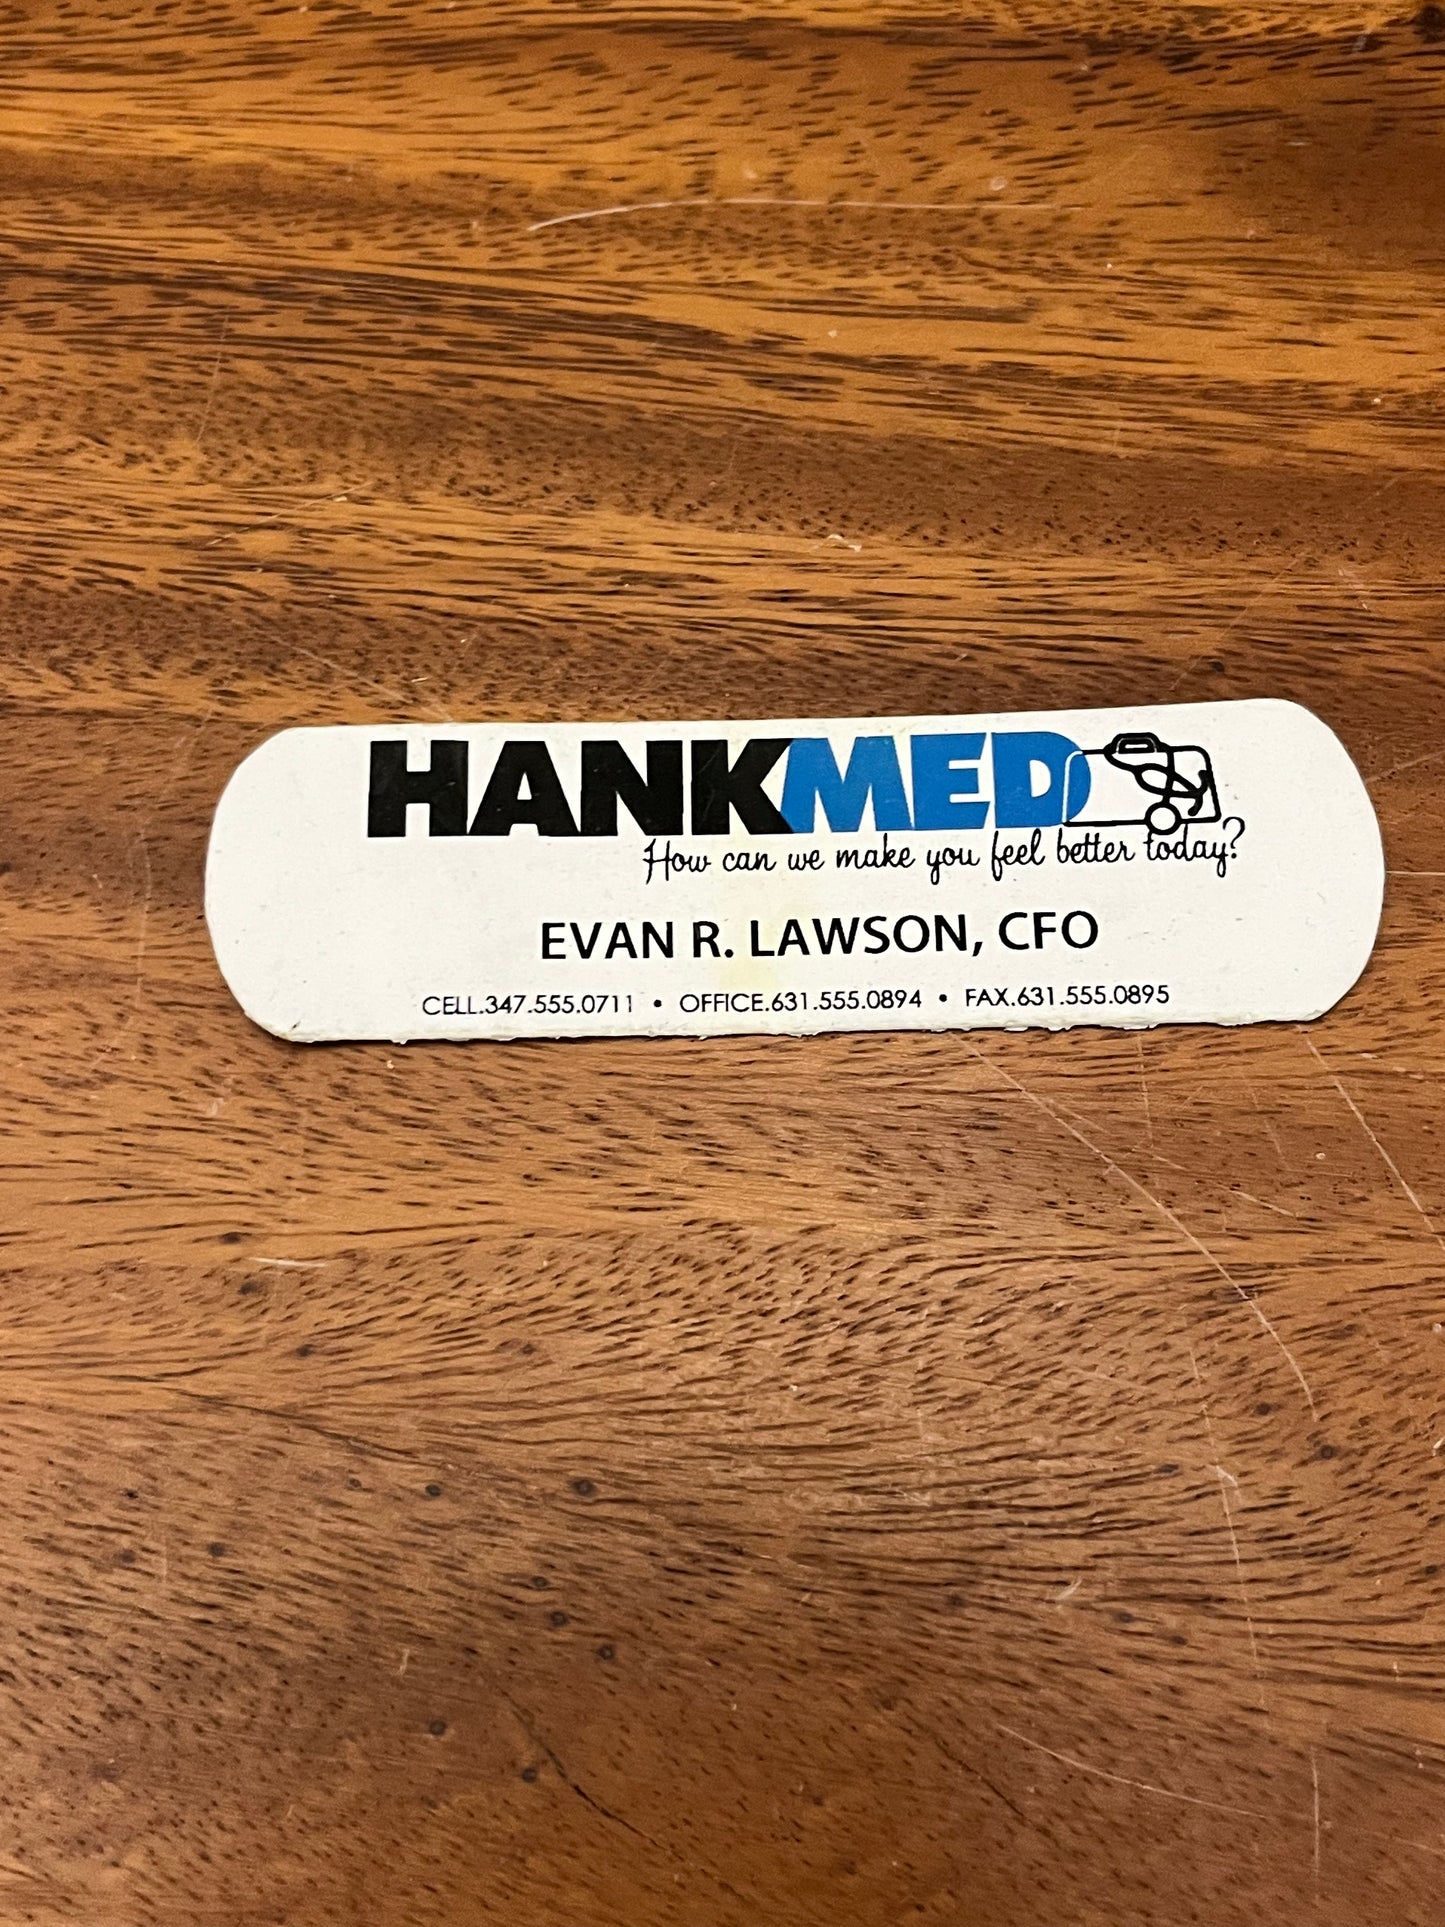 HANKMED
How can we make you feel better today?
EVAN R. LAWSON, CFO
CELL.347.555.0711 • OFFICE.631.555.0894 • FAX.631.555.0895